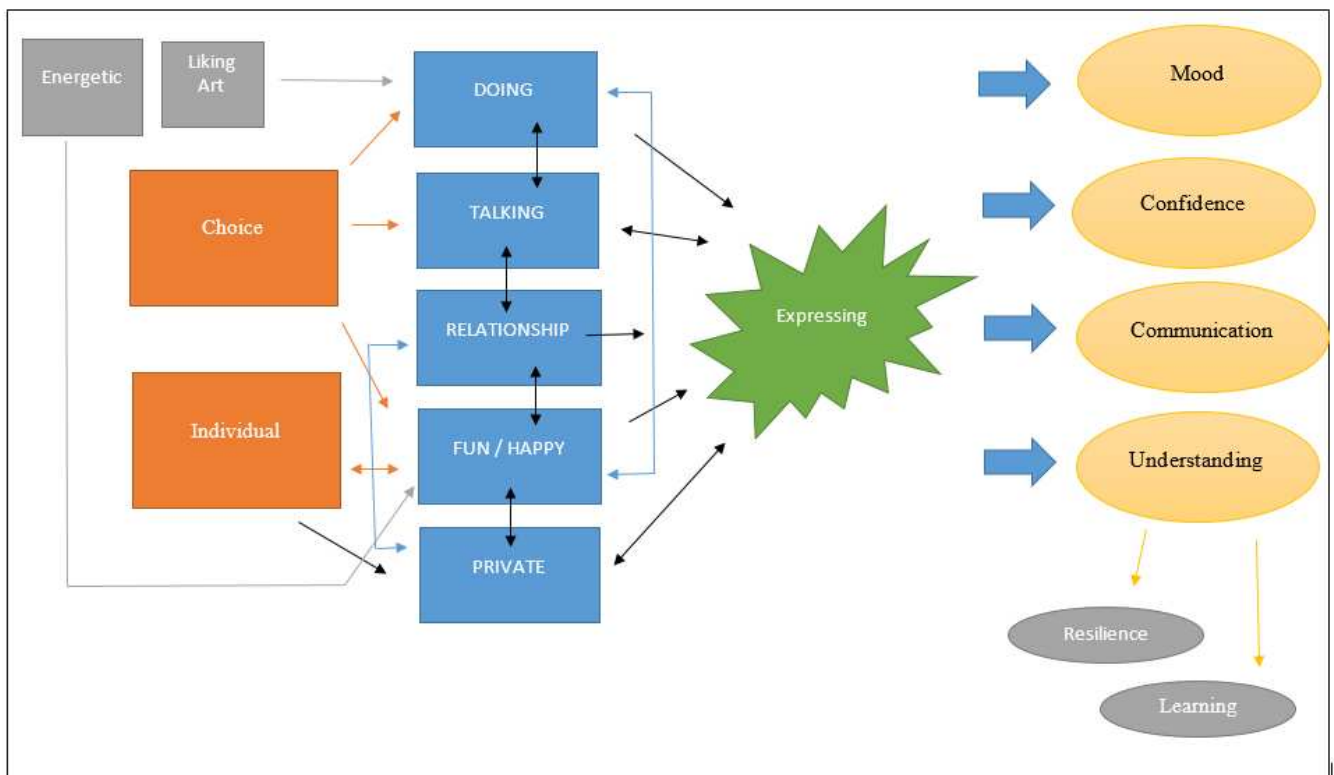 Energetic
Liking
Art
DOING
Choice
TALKING
RELATIONSHIP
Individual
FUN / HAPPY
PRIVATE
Expressing
Mood
Confidence
Communication
Understanding
Resilience
Learning